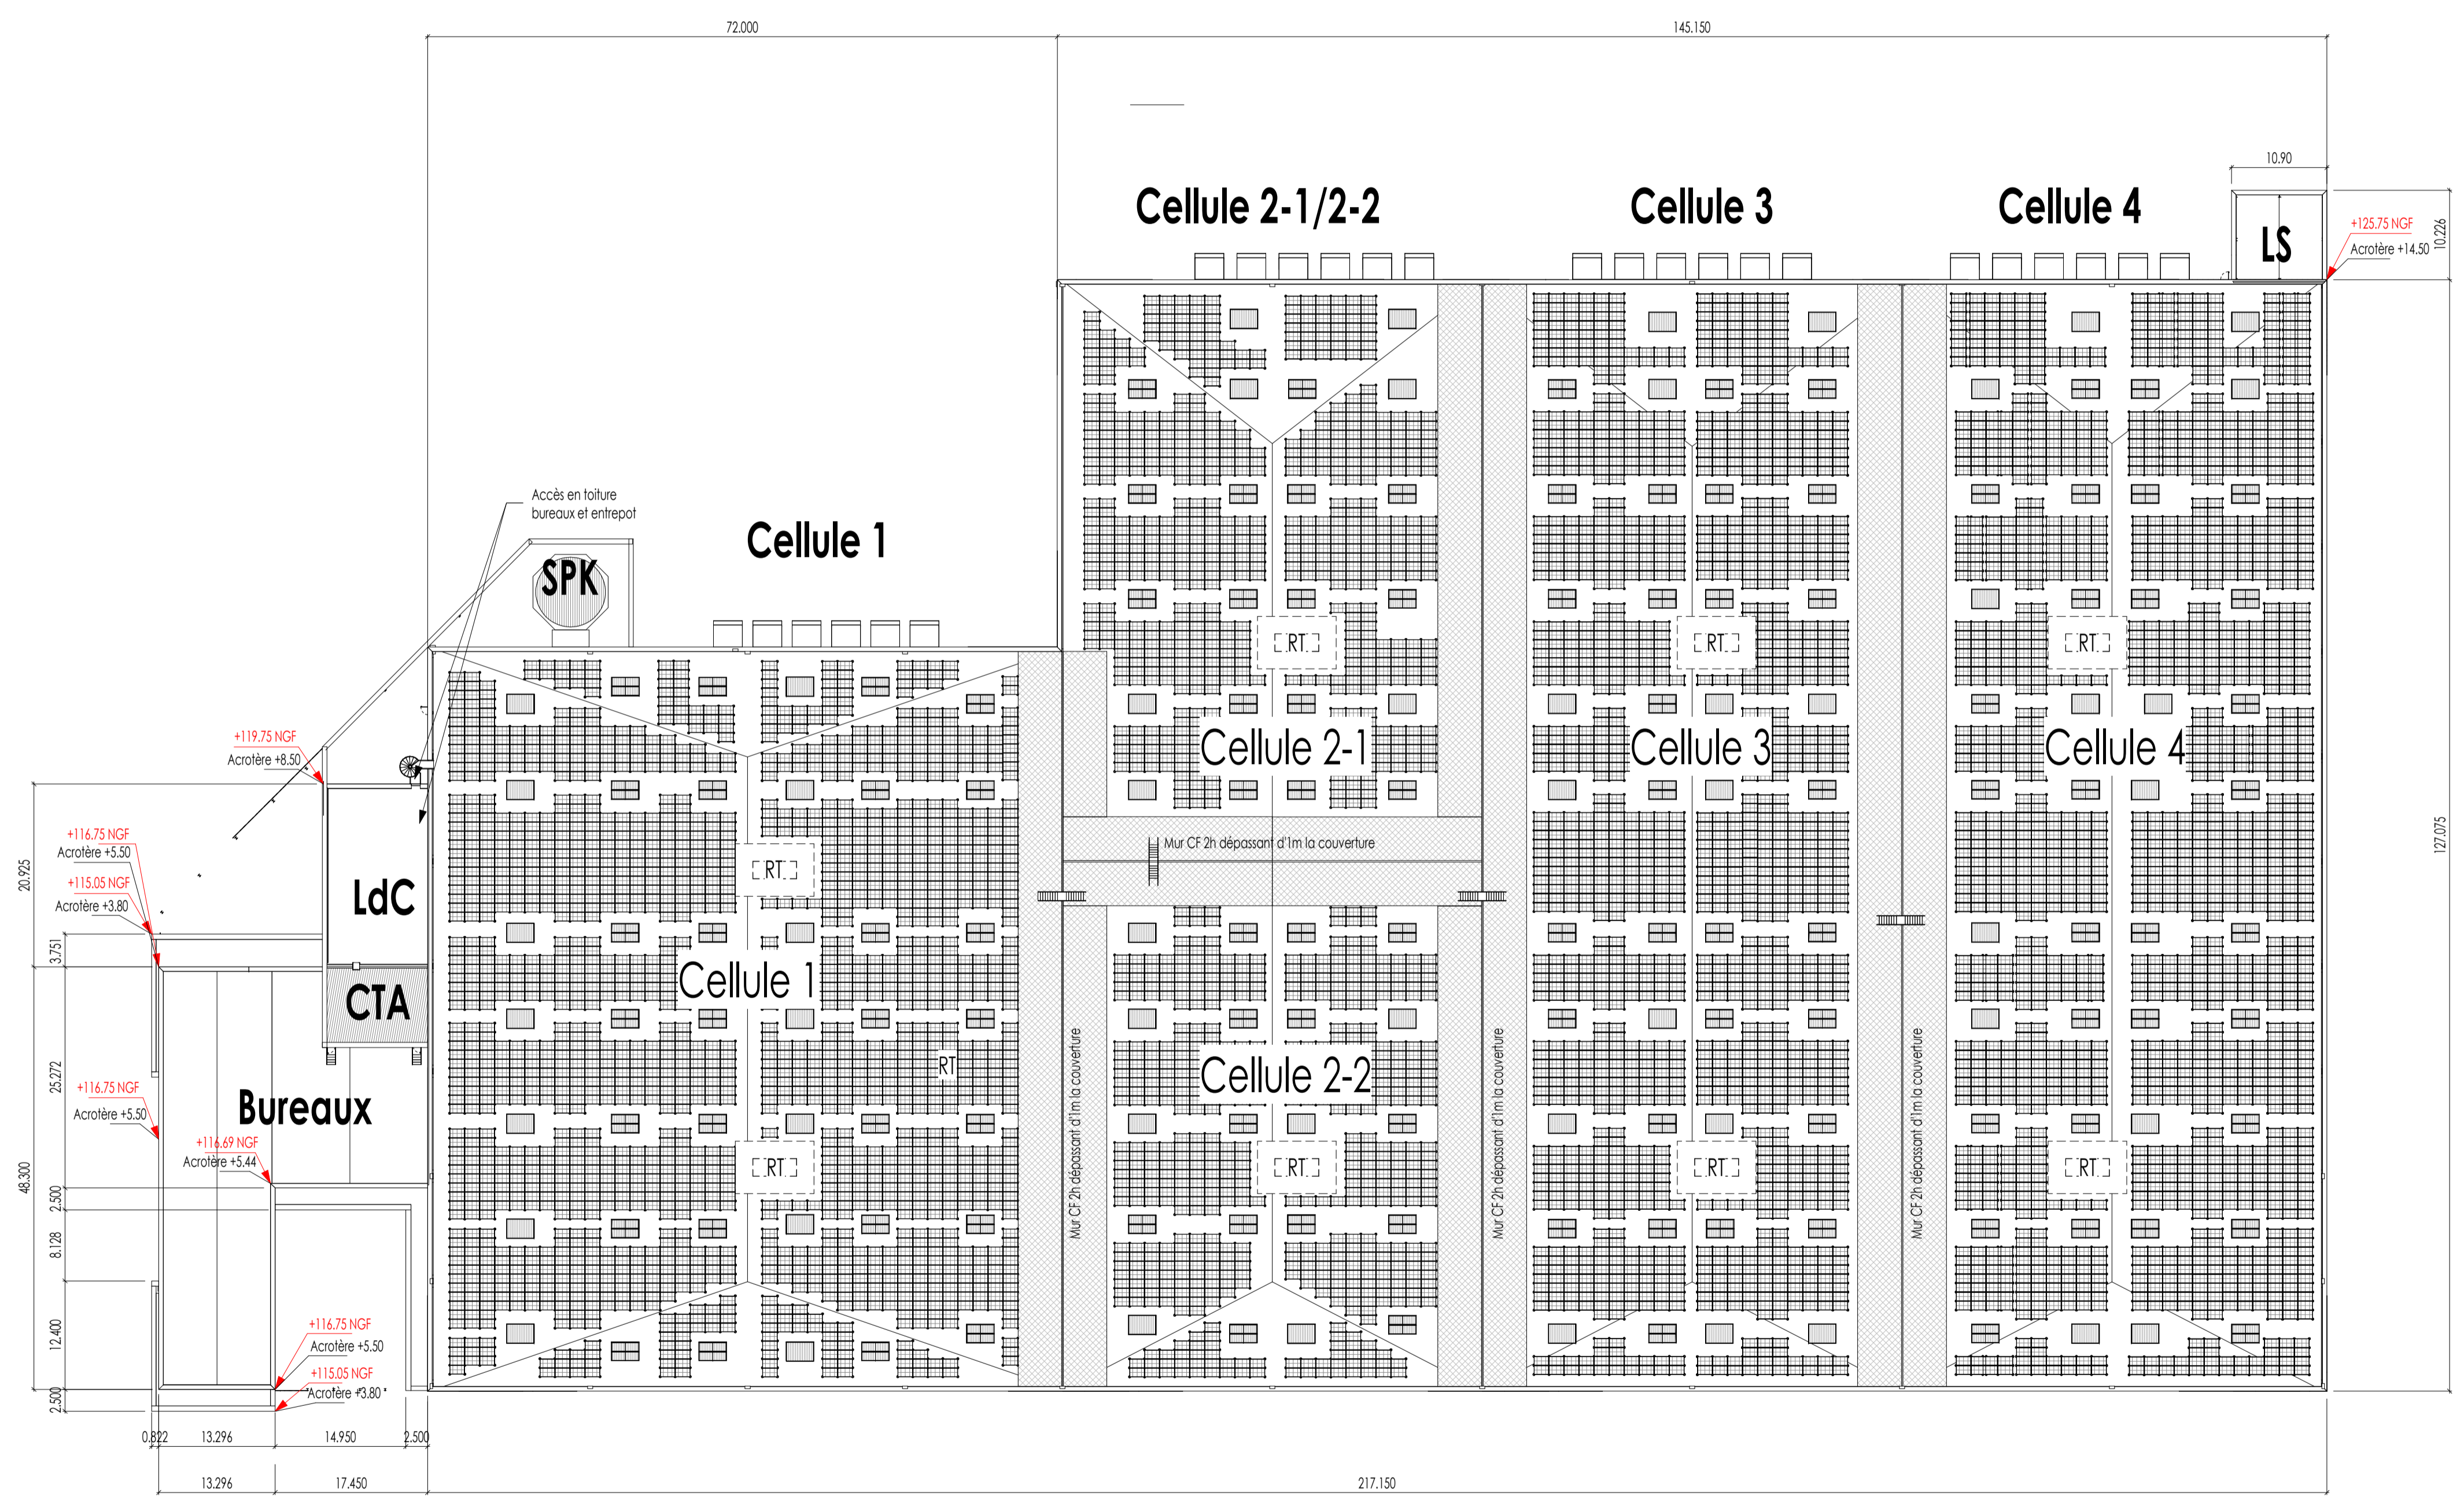 72.000
145.150
10.90
Cellule 2-1/2-2
Cellule 3
Cellule 4
LS
+125.75 NGF
Acrotère +14.50
10.226
Accès en toiture
bureaux et entrepot
Cellule 1
SPK
RT
RT
RT
+119.75 NGF
Acrotère +8.50
Cellule 2-1
Cellule 3
Cellule 4
+116.75 NGF
Acrotère +5.50
+115.05 NGF
Acrotère +3.80
20.925
127.075
Mur CF 2h dépassant d'1m la couverture
RT
LdC
3.751
Cellule 1
CTA
RT
25.272
Cellule 2-2
Mur CF 2h dépassant d'1m la couverture
Mur CF 2h dépassant d'1m la couverture
Mur CF 2h dépassant d'1m la couverture
+116.75 NGF
Acrotère +5.50
Bureaux
+116.69 NGF
Acrotère +5.44
48.300
RT
RT
RT
RT
2.500
8.128
12.400
+116.75 NGF
Acrotère +5.50
+115.05 NGF
Acrotère +3.80
2.500
0.822
13.296
14.950
2.500
13.296
17.450
217.150